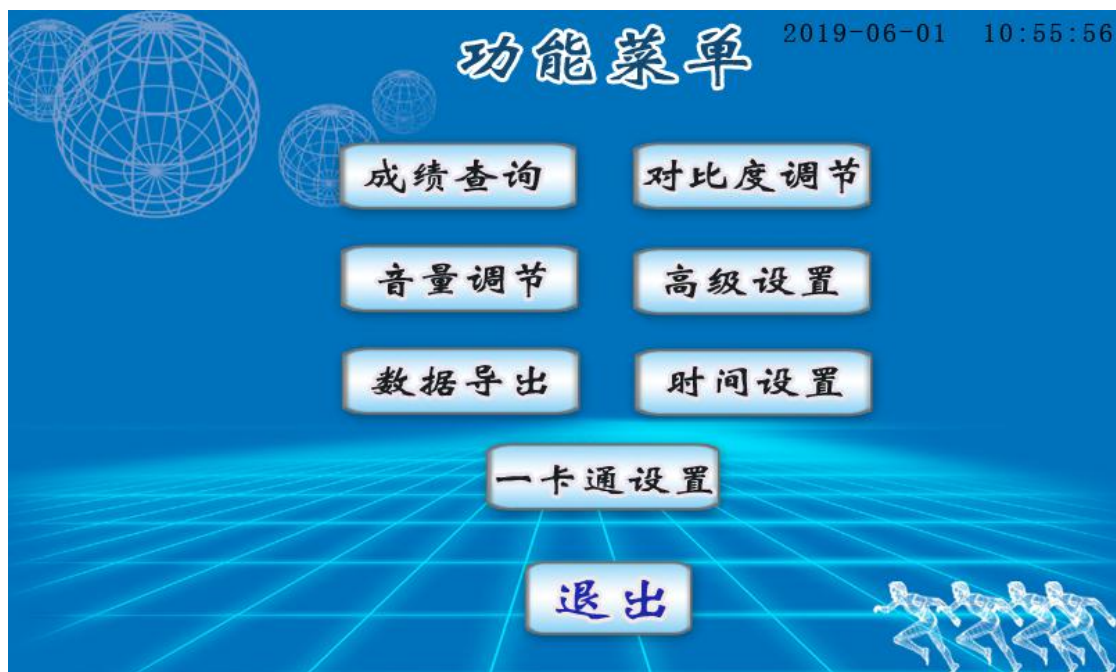 功能菜单 2019-06-01 10:55:56
成绩查询 对比度调节
音量调节 高级设置
数据导出 时间设置
一卡通设置
退出